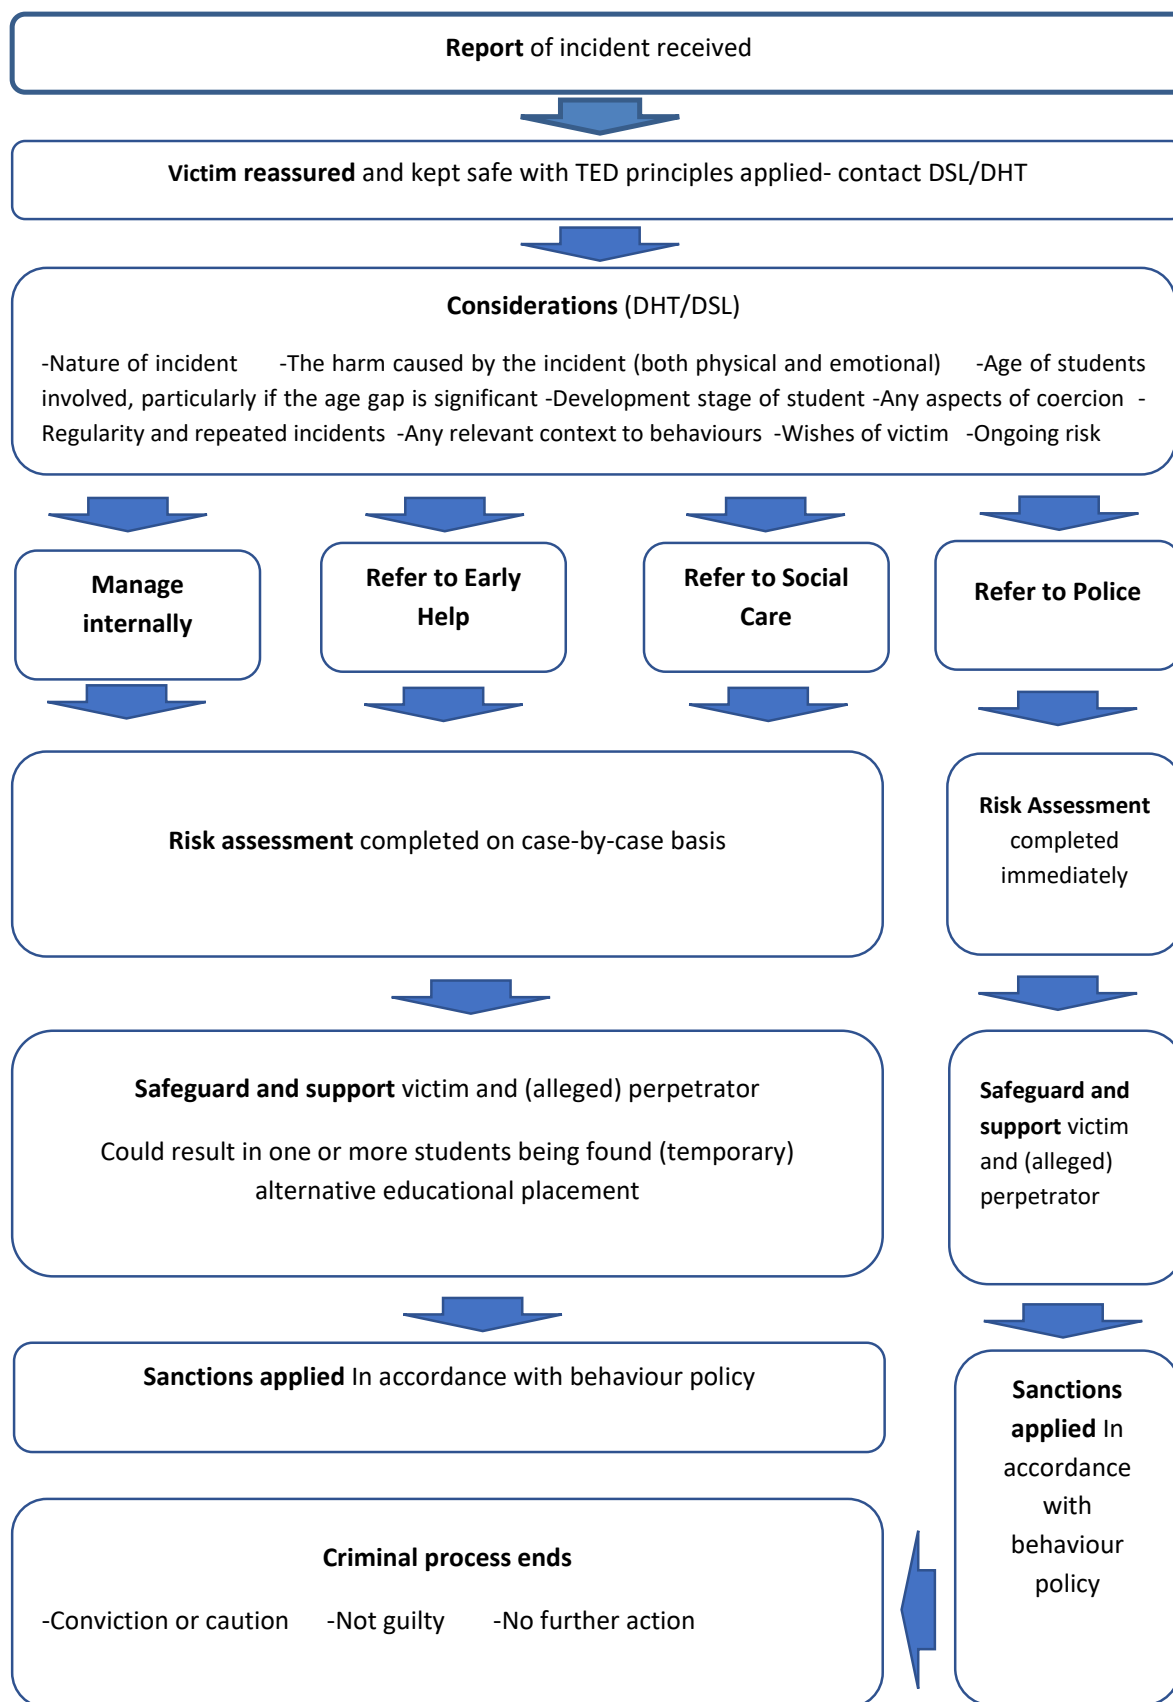 Report of incident received
Victim reassured and kept safe with TED principles applied- contact DSL/DHT
Considerations (DHT/DSL)
-Nature of incident -The harm caused by the incident (both physical and emotional) -Age of students
involved, particularly if the age gap is significant -Development stage of student -Any aspects of coercion -
Regularity and repeated incidents -Any relevant context to behaviours -Wishes of victim -Ongoing risk
Manage
internally
Refer to Early
Help
Refer to Social
Care
Refer to Police
Risk assessment completed on case-by-case basis
Risk Assessment
completed
immediately
Safeguard and support victim and (alleged) perpetrator
Could result in one or more students being found (temporary)
alternative educational placement
Safeguard and
support victim
and (alleged)
perpetrator
Sanctions applied In accordance with behaviour policy
Sanctions
applied In
accordance
with
behaviour
policy
Criminal process ends
-Conviction or caution -Not guilty -No further action